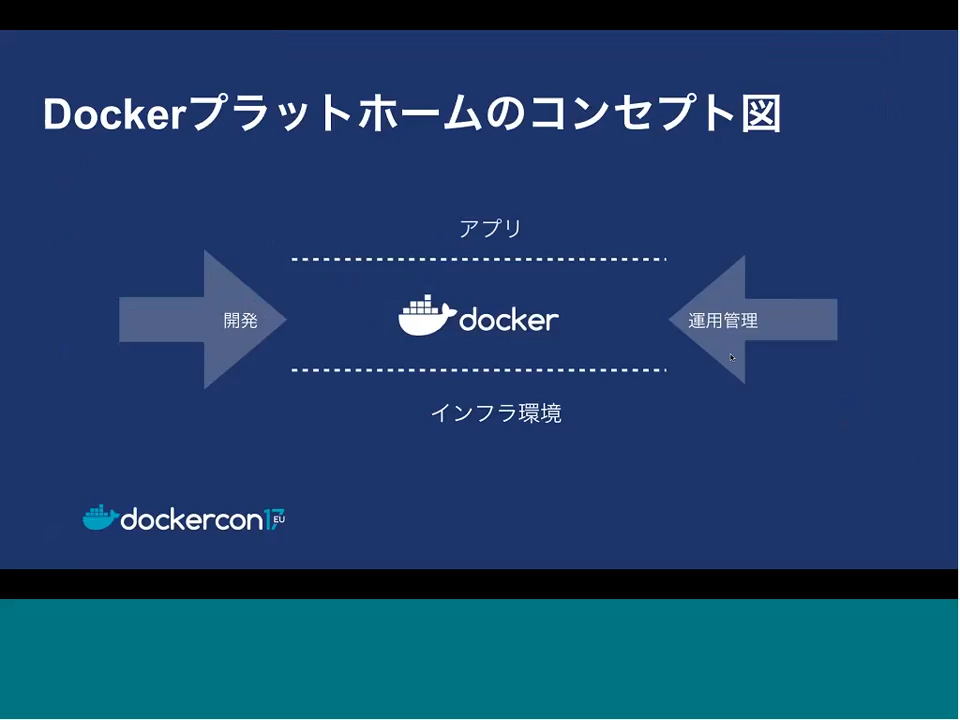 Dockerプラットホームのコンセプト図
アプリ
開発
docker
運用管理
インフラ環境
dockercon17 EU